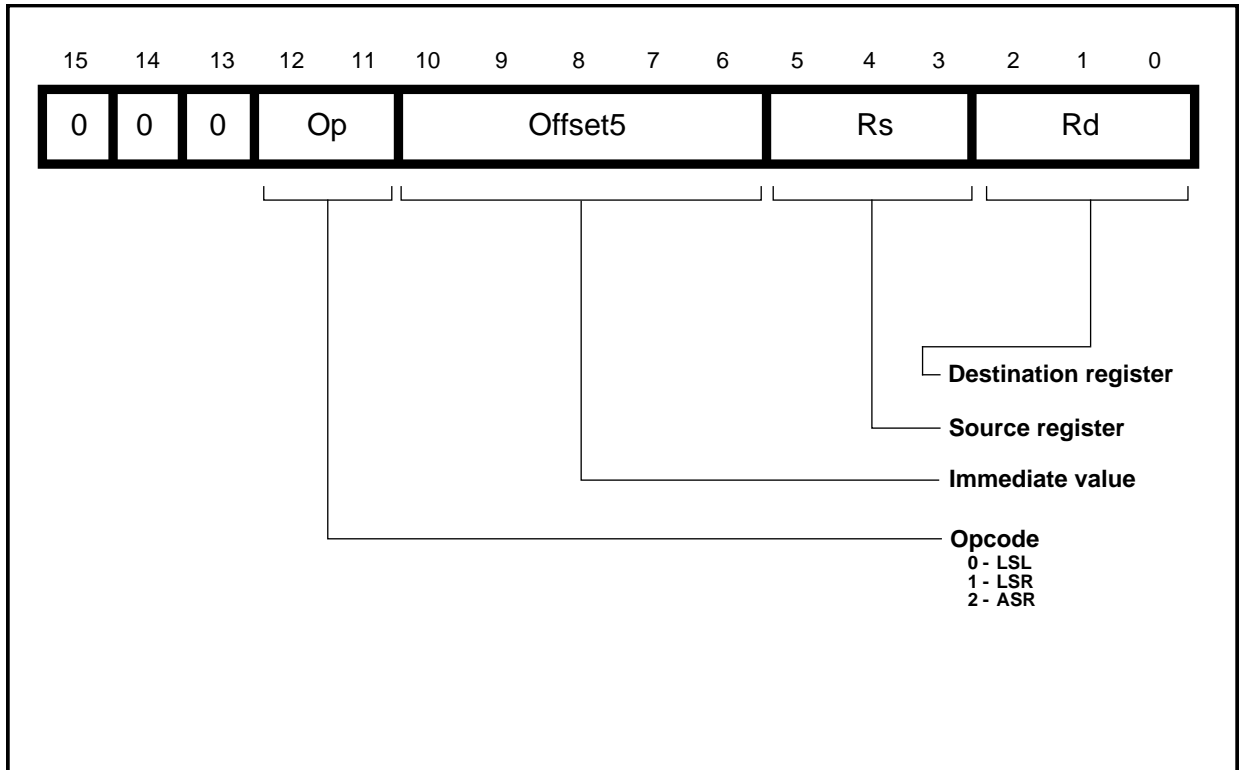 15 14 13 12 11 10 9 8 7 6 5 4 3 2 1 0
0 0 0 Op Offset5 Rs Rd
Destination register
Source register
Immediate value
Opcode
0 - LSL
1 - LSR
2 - ASR